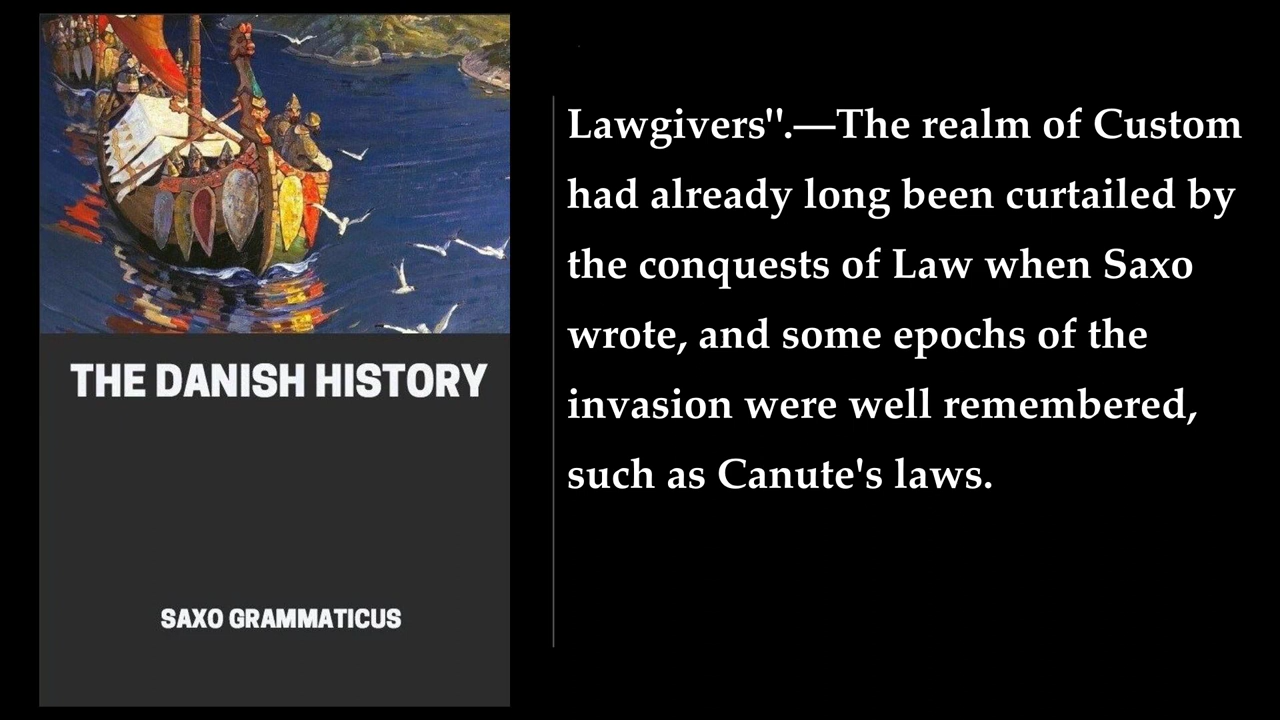 THE DANISH HISTORY
SAXO GRAMMATICUS
Lawgivers".—The realm of Custom
had already long been curtailed by
the conquests of Law when Saxo
wrote, and some epochs of the
invasion were well remembered,
such as Canute's laws.